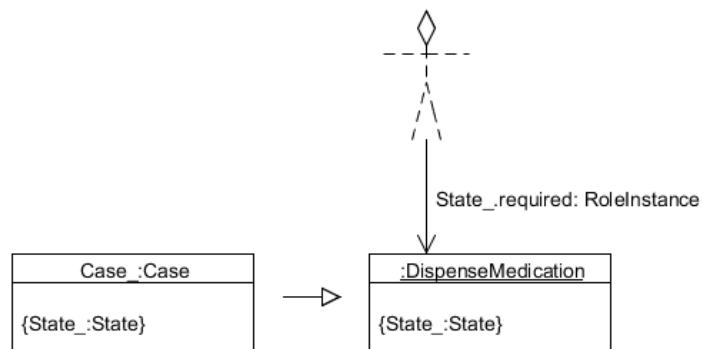 State_.required: RoleInstance
Case_:Case
:DispenseMedication
{State_:State}
{State_:State}